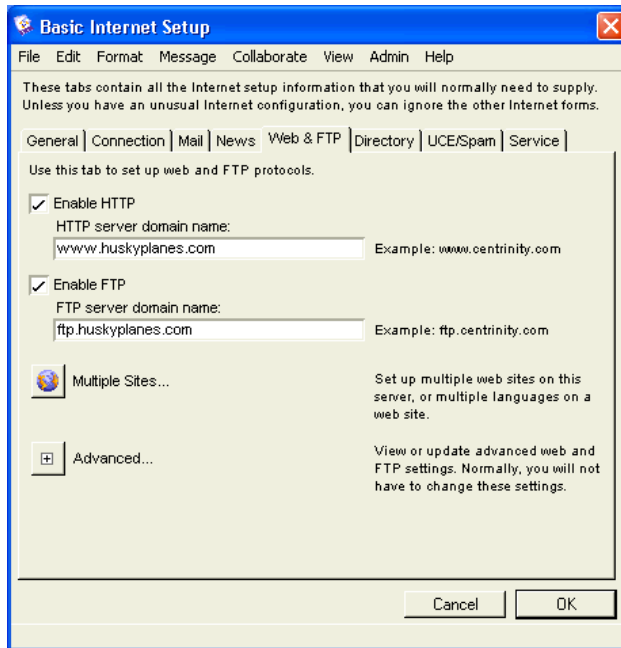 Basic Internet Setup
File Edit Format Message Collaborate View Admin Help
These tabs contain all the Internet setup information that you will normally need to supply.
Unless you have an unusual Internet configuration, you can ignore the other Internet forms.
General Connection Mail News Web & FTP Directory UCE/Spam Service
Use this tab to set up web and FTP protocols.
Enable HTTP
HTTP server domain name:
www.huskyplanes.com Example: www.centrinity.com
Enable FTP
FTP server domain name:
ftp.huskyplanes.com Example: ftp.centrinity.com
Multiple Sites... Set up multiple web sites on this
server, or multiple languages on a
web site.
Advanced... View or update advanced web and
FTP settings. Normally, you will not
have to change these settings.
Cancel OK